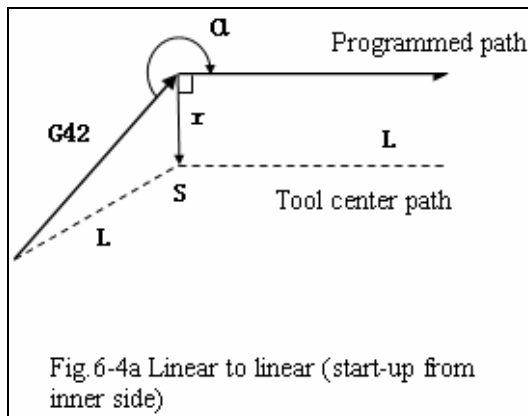 α
Programmed path
G42
r
L
S
Tool center path
L
Fig.6-4a Linear to linear (start-up from
inner side)